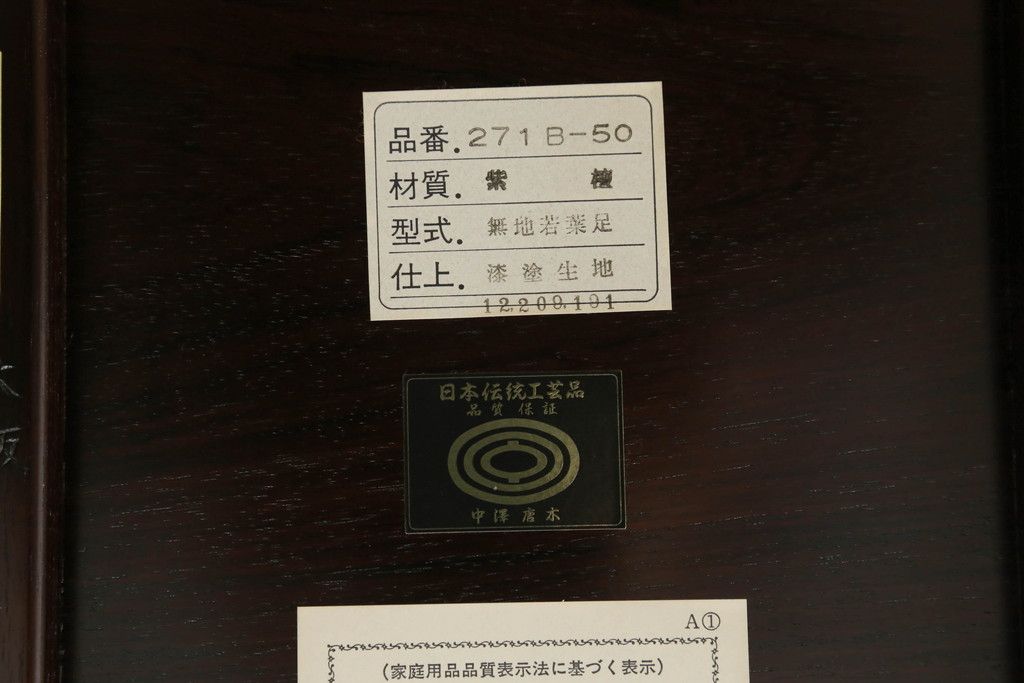 品番. 271B-50
材質. 紫檀
型式. 無地若葉足
仕上. 漆塗生地
12.209.191
日本伝統工芸品
品質保証
中澤唐木
A①
(家庭用品品質表示法に基づく表示)